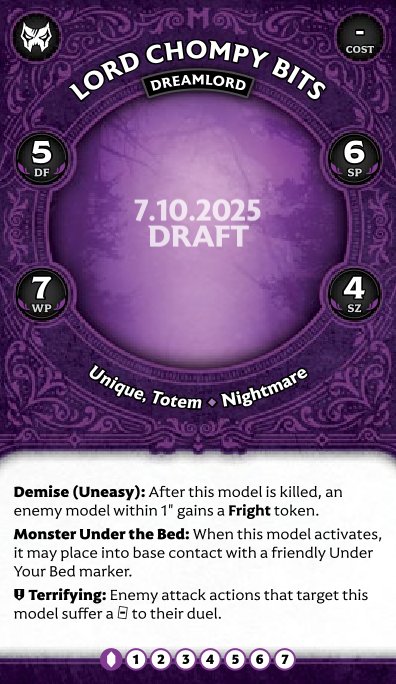 -
COST
LORD CHOMPY BITS
DREAMLORD
5
DF
6
SP
7.10.2025
DRAFT
7
WP
4
SZ
Unique, Totem ◆ Nightmare
Demise (Uneasy): After this model is killed, an
enemy model within 1" gains a Fright token.
Monster Under the Bed: When this model activates,
it may place into base contact with a friendly Under
Your Bed marker.
Terrifying: Enemy attack actions that target this
model suffer a to their duel.
1 2 3 4 5 6 7